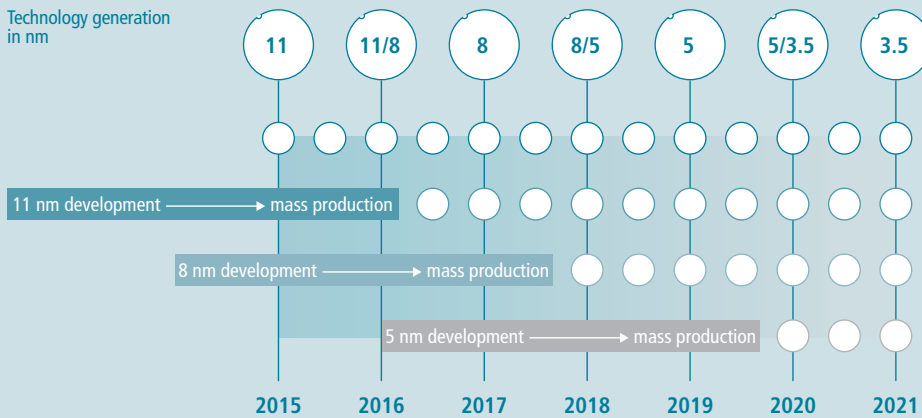 Technology generation
in nm
11 11/8 8 8/5 5 5/3.5 3.5
11 nm development mass production
8 nm development mass production
5 nm development mass production
2015 2016 2017 2018 2019 2020 2021